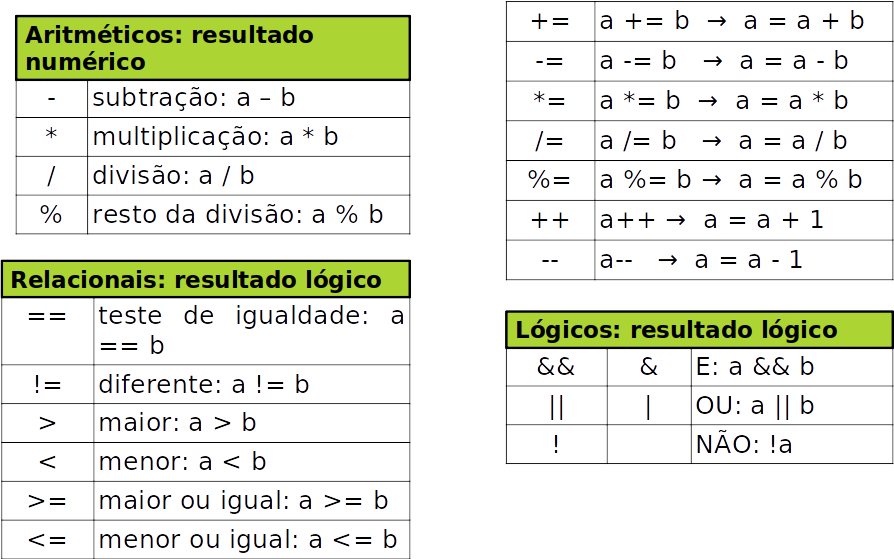 Aritméticos: resultado
numérico
- subtração: a – b
* multiplicação: a * b
/ divisão: a / b
% resto da divisão: a % b
Relacionais: resultado lógico
== teste de igualdade: a
== b
!= diferente: a != b
> maior: a > b
< menor: a < b
>= maior ou igual: a >= b
<= menor ou igual: a <= b
+= a += b → a = a + b
-= a -= b → a = a - b
*= a *= b → a = a * b
/= a /= b → a = a / b
%= a %= b → a = a % b
++ a++ → a = a + 1
-- a-- → a = a - 1
Lógicos: resultado lógico
&& & E: a && b
|| | OU: a || b
! NÃO: !a